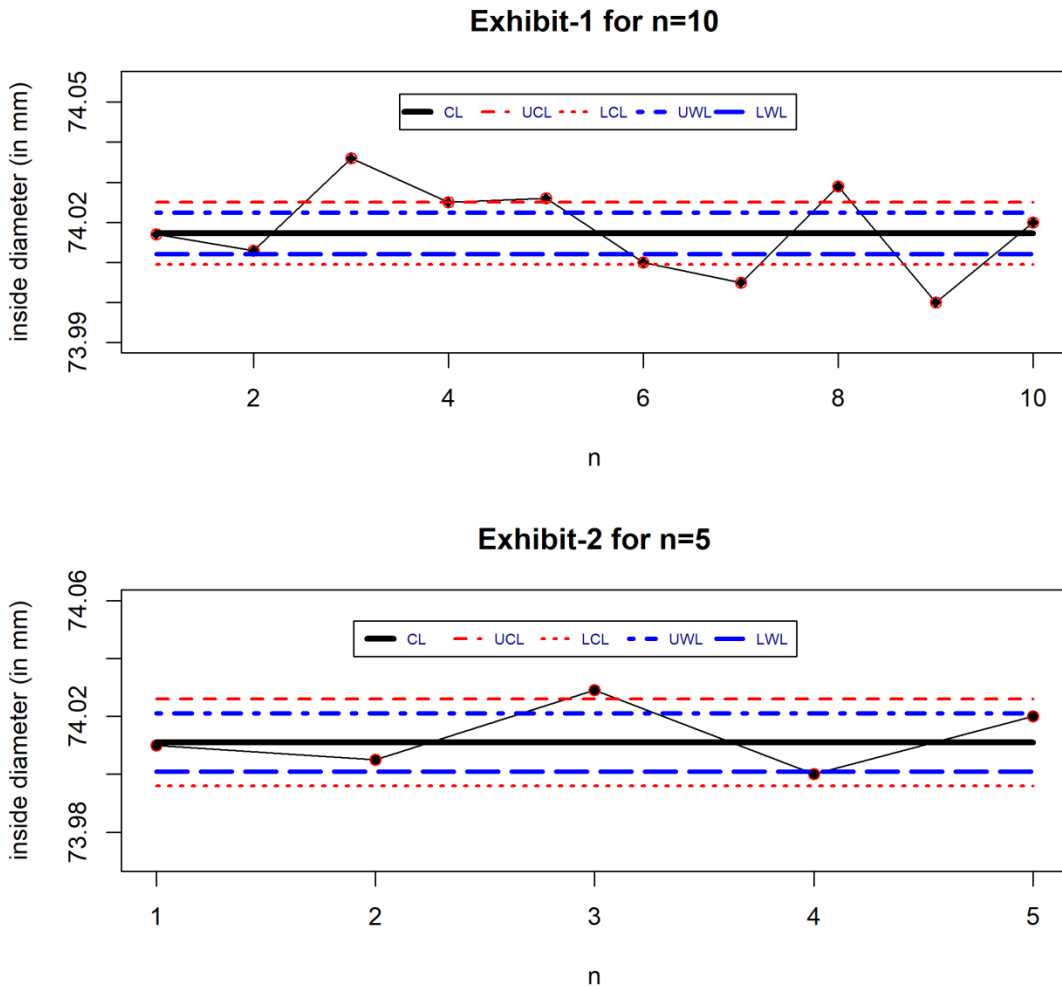 Exhibit-1 for n=10
inside diameter (in mm)
74.05
74.02
73.99
CL UCL LCL UWL LWL
2 4 6 8 10
n
Exhibit-2 for n=5
inside diameter (in mm)
74.06
74.02
73.98
CL UCL LCL UWL LWL
1 2 3 4 5
n